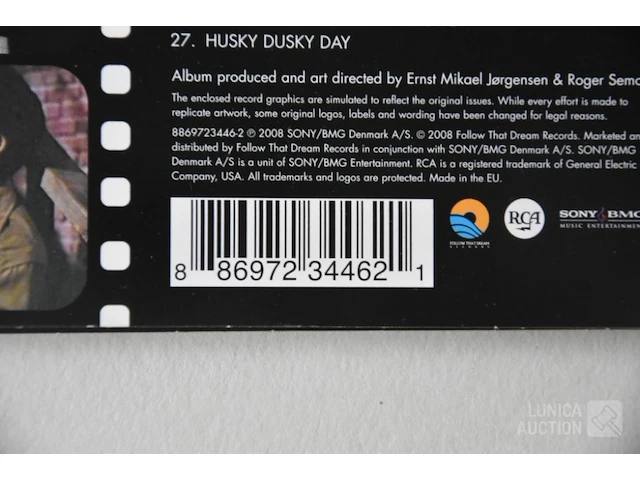 27. HUSKY DUSKY DAY
Album produced and art directed by Ernst Mikael Jørgensen & Roger Semo
The enclosed record graphics are simulated to reflect the original issues. While every effort is made to
replicate artwork, some original logos, labels and wording have been changed for legal reasons.
8869723446-2 ℗ 2008 SONY/BMG Denmark A/S. © 2008 Follow That Dream Records. Marketed an
distributed by Follow That Dream Records in conjunction with SONY/BMG Denmark A/S. SONY/BMG
Denmark A/S is a unit of SONY/BMG Entertainment. RCA is a registered trademark of General Electric
Company, USA. All trademarks and logos are protected. Made in the EU.
8 86972 34462 1
FOLLOW THAT DREAM
RECORDS
RCA
SONY BMG
MUSIC ENTERTAINMENT
LUNICA
AUCTION